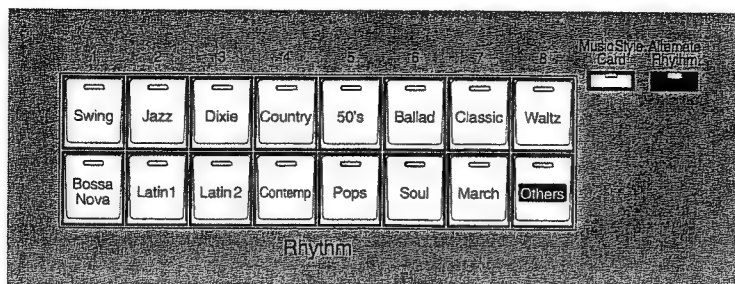 Music Style Alternate
Card Rhythm
1 2 3 4 5 6 7 8
Swing Jazz Dixie Country 50's Ballad Classic Waltz
Bossa Nova Latin1 Latin2 Contemp Pops Soul March Others
Rhythm